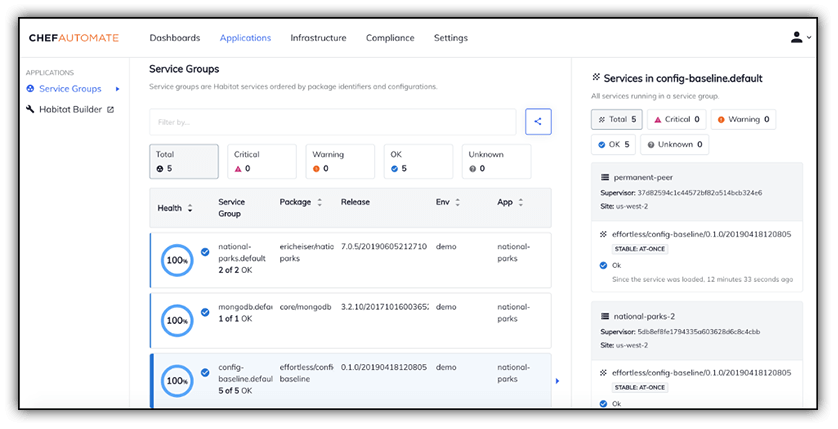 CHEFAUTOMATE
Dashboards Applications Infrastructure Compliance Settings
APPLICATIONS
Service Groups
Habitat Builder
Service Groups
Service groups are Habitat services ordered by package identifiers and configurations.
Filter by...
Total
5
Critical
0
Warning
0
OK
5
Unknown
0
Health Service Group Package Release Env App
100%
national-
parks.default
2 of 2 OK
ericheiser/natio
parks
7.0.5/20190605212710
demo
national-
parks
100%
mongodb.defau
1 of 1 OK
core/mongodb
3.2.10/2017101600365
demo
national-
parks
100%
config-
baseline.defaul
5 of 5 OK
effortless/confi
baseline
0.1.0/20190418120805
demo
national-
parks
Services in config-baseline.default
All services running in a service group.
Total 5 Critical 0 Warning 0
OK 5 Unknown 0
permanent-peer
Supervisor: 37d82594c1c44572bf82a514bcb324e6
Site: us-west-2
effortless/config-baseline/0.1.0/20190418120805
STABLE: AT-ONCE
Ok
Since the service was loaded. 12 minutes 33 seconds ago
national-parks-2
Supervisor: 5db8ef8fe1794335a603628d6c8c4cbb
Site: us-west-2
effortless/config-baseline/0.1.0/20190418120805
STABLE: AT-ONCE
Ok